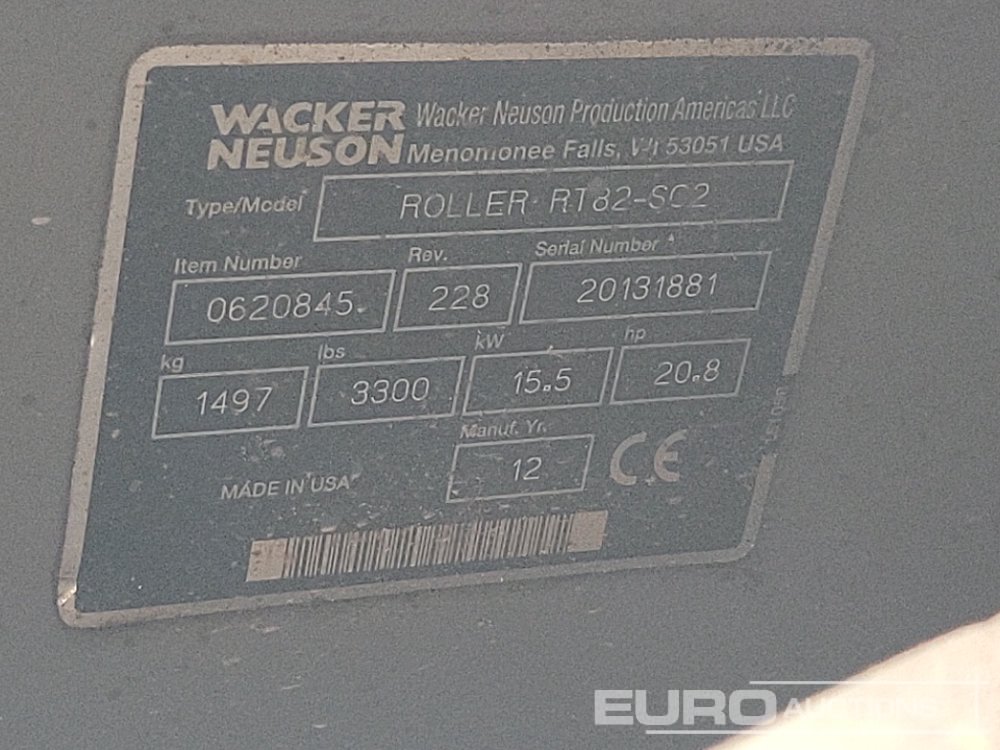 WACKER NEUSON
Wacker Neuson Production Americas LLC
Menomonee Falls, WI 53051 USA
Type/Model ROLLER RT82-SC2
Item Number Rev. Serial Number
0620845 228 20131881
kg lbs kW hp
1497 3300 15.5 20.8
Manuf. Yr.
MADE IN USA 12 CE
EURO AUCTIONS